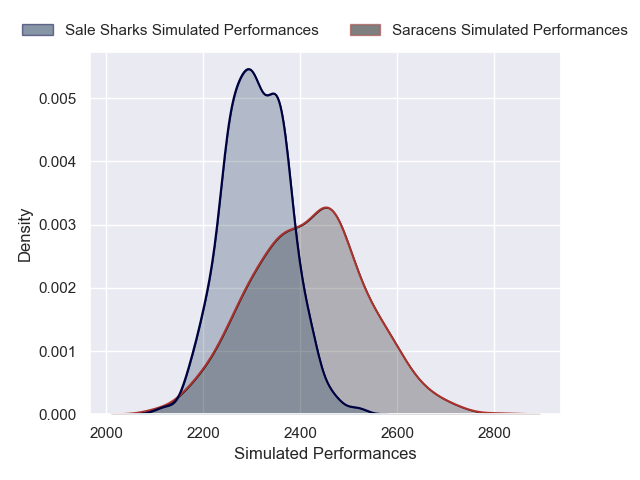 Sale Sharks Simulated Performances
Saracens Simulated Performances
Density
0.005
0.004
0.003
0.002
0.001
0.000
2000
2200
2400
2600
2800
Simulated Performances